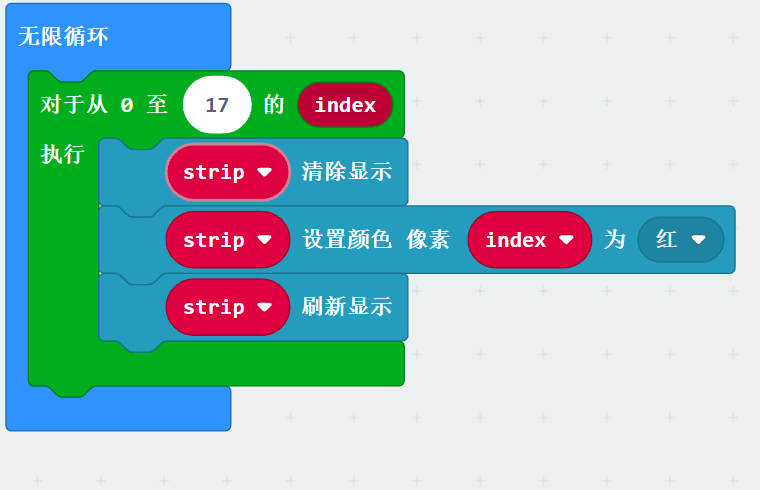 无限循环
对于从 0 至 17 的 index
执行
strip 清除显示
strip 设置颜色 像素 index 为 红
strip 刷新显示